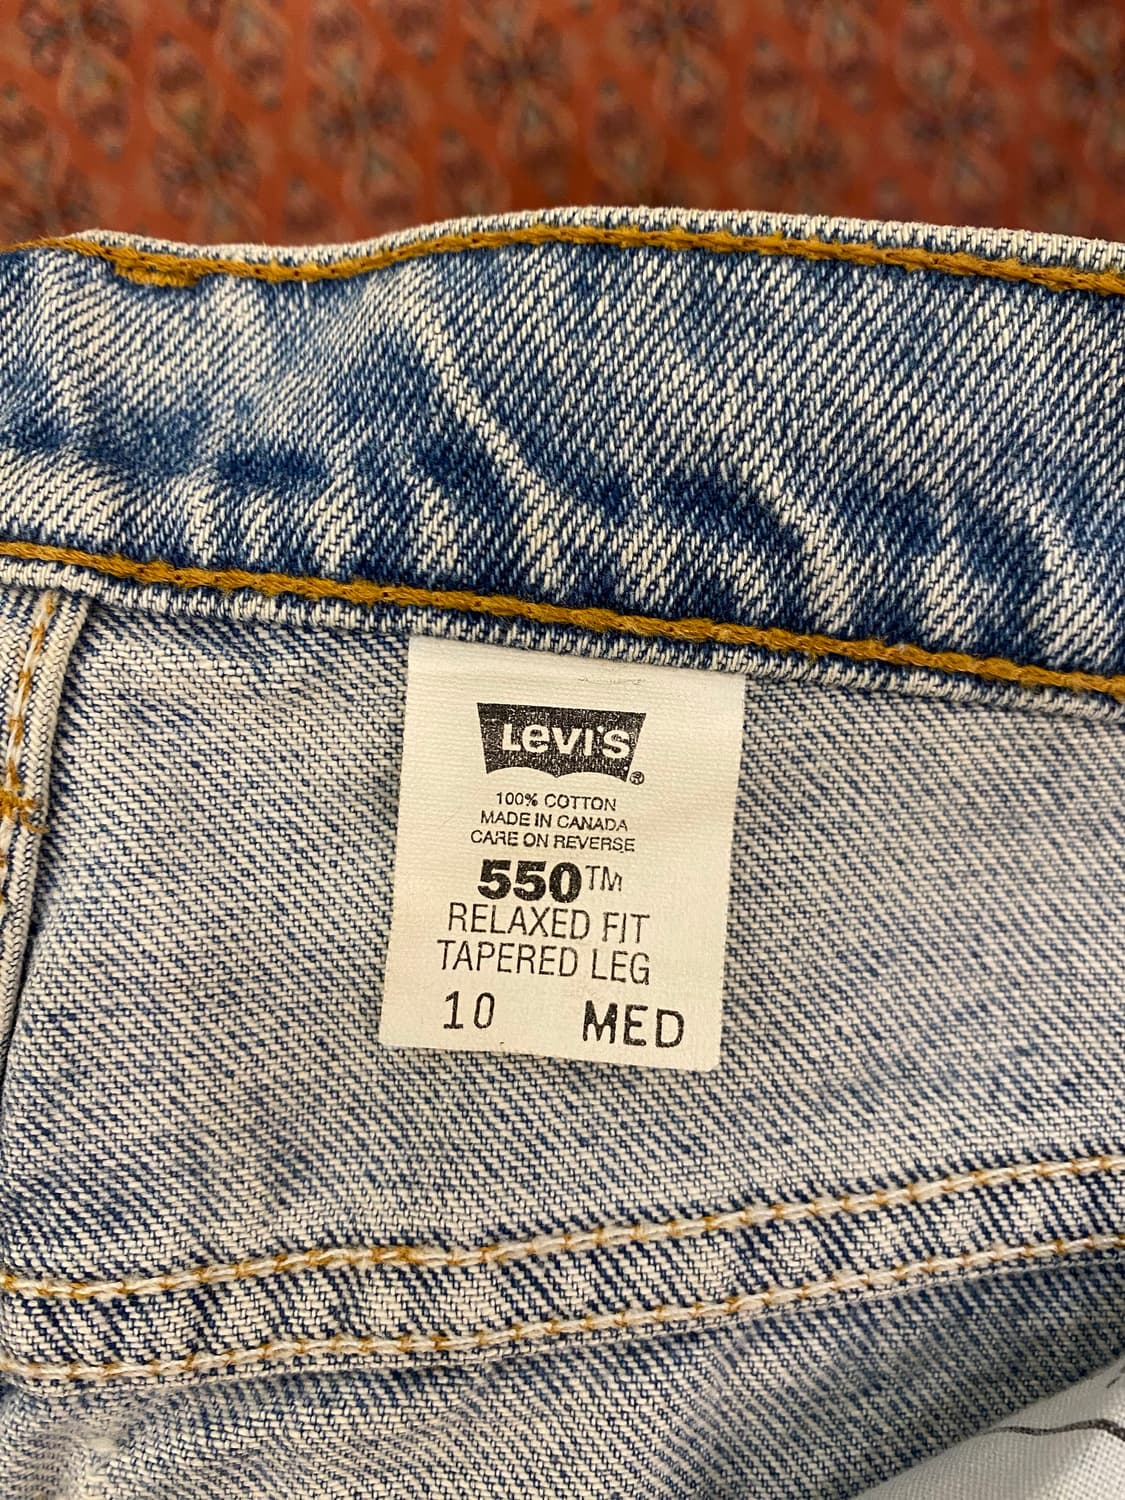 Levi's®
100% COTTON
MADE IN CANADA
CARE ON REVERSE
550™
RELAXED FIT
TAPERED LEG
10 MED